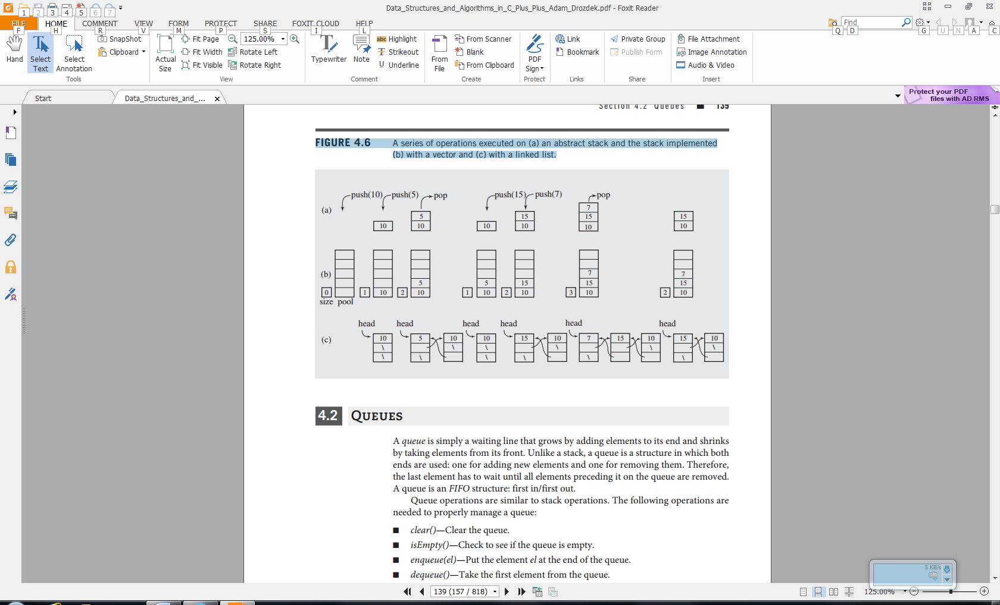 Data_Structures_and_Algorithms_in_C_Plus_Plus_Adam_Drozdek.pdf - Foxit Reader
1 2 3 4 5 6 7
FILE HOME COMMENT VIEW FORM PROTECT SHARE FOXIT CLOUD HELP Find
F H R V M P S I L Q D G U N A C
Hand
Select Text
Select Annotation
SnapShot
Clipboard
Tools
Actual Size
Fit Page
Fit Width
Fit Visible
125.00%
Rotate Left
Rotate Right
View
Typewriter
Note
abc Highlight
Strikeout
U Underline
Comment
From File
From Scanner
Blank
From Clipboard
Create
PDF Sign
Protect
Link
Bookmark
Links
Private Group
Publish Form
Share
File Attachment
Image Annotation
Audio & Video
Insert
Start Data_Structures_and_... x
Protect your PDF
files with AD RMS
Section 4.2 Queues ■ 139
FIGURE 4.6 A series of operations executed on (a) an abstract stack and the stack implemented
(b) with a vector and (c) with a linked list.
push(10) push(5) pop push(15) push(7) pop
(a)
7
5 15 15 15
10 10 10 10 10 10
(b)
7 7
5 5 15 15 15
0 1 10 2 10 1 10 2 10 3 10 2 10
size pool
head head head head head head
(c)
10 5 10 10 15 10 7 15 10 15 10
\ \ \ \ \ \
\ \ \ \ \ \
4.2 QUEUES
A queue is simply a waiting line that grows by adding elements to its end and shrinks
by taking elements from its front. Unlike a stack, a queue is a structure in which both
ends are used: one for adding new elements and one for removing them. Therefore,
the last element has to wait until all elements preceding it on the queue are removed.
A queue is an FIFO structure: first in/first out.
Queue operations are similar to stack operations. The following operations are
needed to properly manage a queue:
■ clear()—Clear the queue.
■ isEmpty()—Check to see if the queue is empty.
■ enqueue(el)—Put the element el at the end of the queue.
■ dequeue()—Take the first element from the queue.
5 KB/s
139 (157 / 818)
125.00%